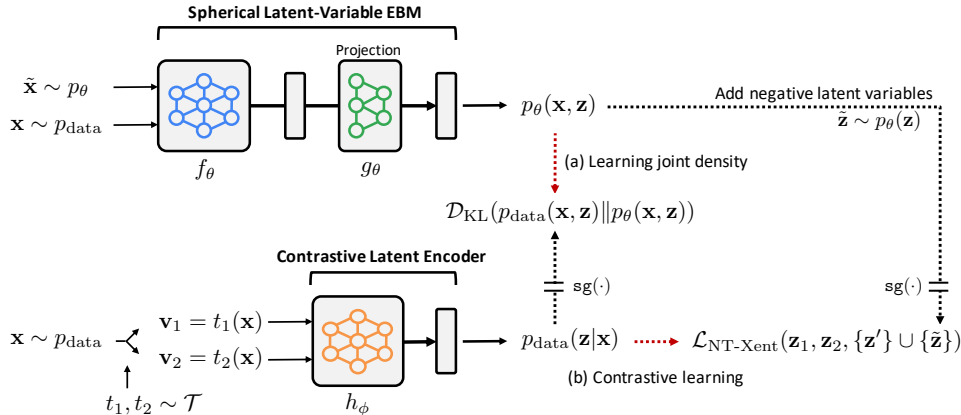 Spherical Latent-Variable EBM
Projection
x̃ ∼ p_θ
x ∼ p_data
f_θ
g_θ
p_θ(x, z)
Add negative latent variables
z̃ ∼ p_θ(z)
(a) Learning joint density
D_KL(p_data(x, z)‖p_θ(x, z))
Contrastive Latent Encoder
sg(·)
sg(·)
x ∼ p_data
v_1 = t_1(x)
v_2 = t_2(x)
p_data(z|x)
L_NT-Xent(z_1, z_2, {z′} ∪ {z̃})
(b) Contrastive learning
t_1, t_2 ∼ T
h_ϕ